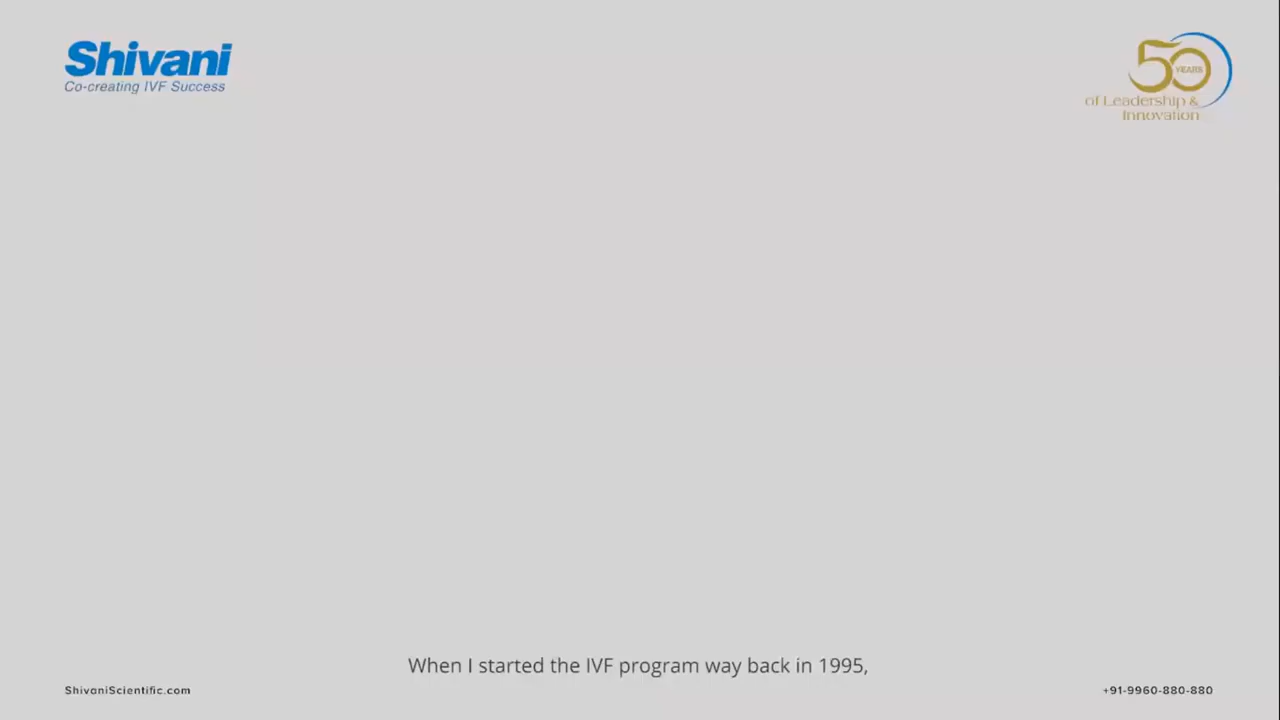 Shivani
Co-creating IVF Success
50 YEARS
of Leadership &
Innovation
When I started the IVF program way back in 1995,
ShivaniScientific.com
+91-9960-880-880